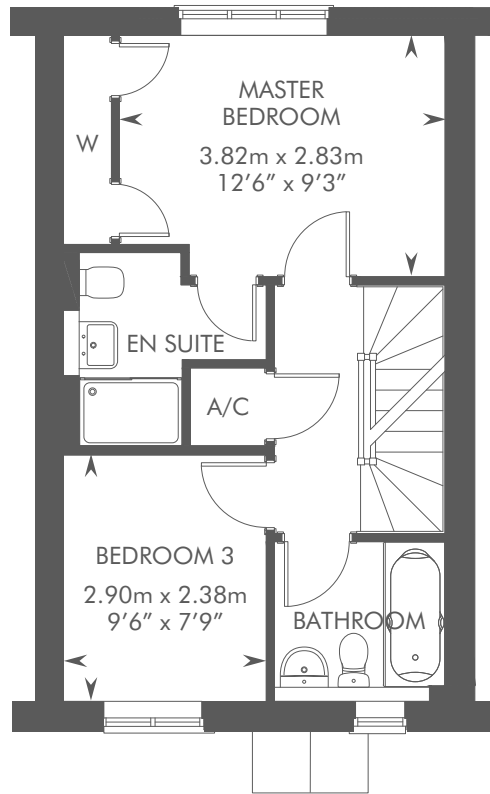 MASTER
BEDROOM
3.82m x 2.83m
12’6” x 9’3”
W
EN SUITE
A/C
BEDROOM 3
2.90m x 2.38m
9’6” x 7’9”
BATHROOM